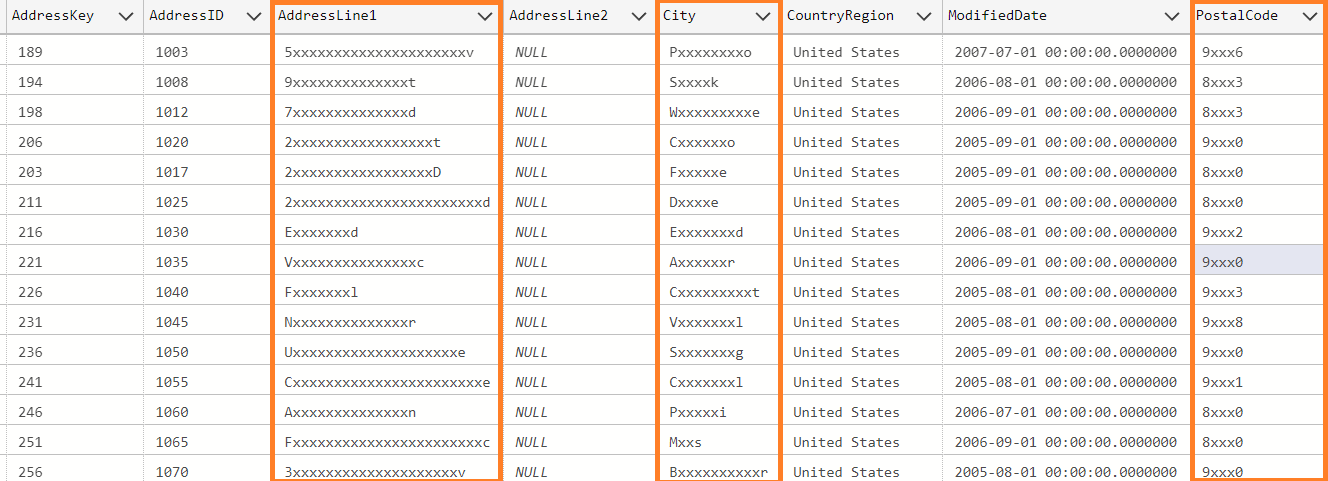 AddressKey AddressID AddressLine1 AddressLine2 City CountryRegion ModifiedDate PostalCode
189 1003 5xxxxxxxxxxxxxxxxxxxxxv NULL Pxxxxxxxxo United States 2007-07-01 00:00:00.0000000 9xxx6
194 1008 9xxxxxxxxxxxxxxt NULL Sxxxxk United States 2006-08-01 00:00:00.0000000 8xxx3
198 1012 7xxxxxxxxxxxxxxd NULL Wxxxxxxxxxe United States 2006-09-01 00:00:00.0000000 8xxx3
206 1020 2xxxxxxxxxxxxxxxxxt NULL Cxxxxxxo United States 2005-09-01 00:00:00.0000000 9xxx0
203 1017 2xxxxxxxxxxxxxxxxxD NULL Fxxxxxe United States 2005-09-01 00:00:00.0000000 8xxx0
211 1025 2xxxxxxxxxxxxxxxxxxxxxxxd NULL Dxxxxe United States 2005-09-01 00:00:00.0000000 8xxx0
216 1030 Exxxxxxxd NULL Exxxxxxxd United States 2006-08-01 00:00:00.0000000 9xxx2
221 1035 Vxxxxxxxxxxxxxxxc NULL Axxxxxxr United States 2006-09-01 00:00:00.0000000 9xxx0
226 1040 Fxxxxxxxl NULL Cxxxxxxxxxt United States 2005-08-01 00:00:00.0000000 9xxx3
231 1045 Nxxxxxxxxxxxxxxr NULL Vxxxxxxxl United States 2005-08-01 00:00:00.0000000 9xxx8
236 1050 Uxxxxxxxxxxxxxxxxxxxxe NULL Sxxxxxxxg United States 2005-09-01 00:00:00.0000000 9xxx0
241 1055 Cxxxxxxxxxxxxxxxxxxxxxxxe NULL Cxxxxxxxl United States 2005-08-01 00:00:00.0000000 9xxx1
246 1060 Axxxxxxxxxxxxxxn NULL Pxxxxxi United States 2006-07-01 00:00:00.0000000 8xxx0
251 1065 Fxxxxxxxxxxxxxxxxxxxxxxxc NULL Mxxs United States 2006-09-01 00:00:00.0000000 8xxx0
256 1070 3xxxxxxxxxxxxxxxxxxxxv NULL Bxxxxxxxxxxr United States 2005-08-01 00:00:00.0000000 9xxx0